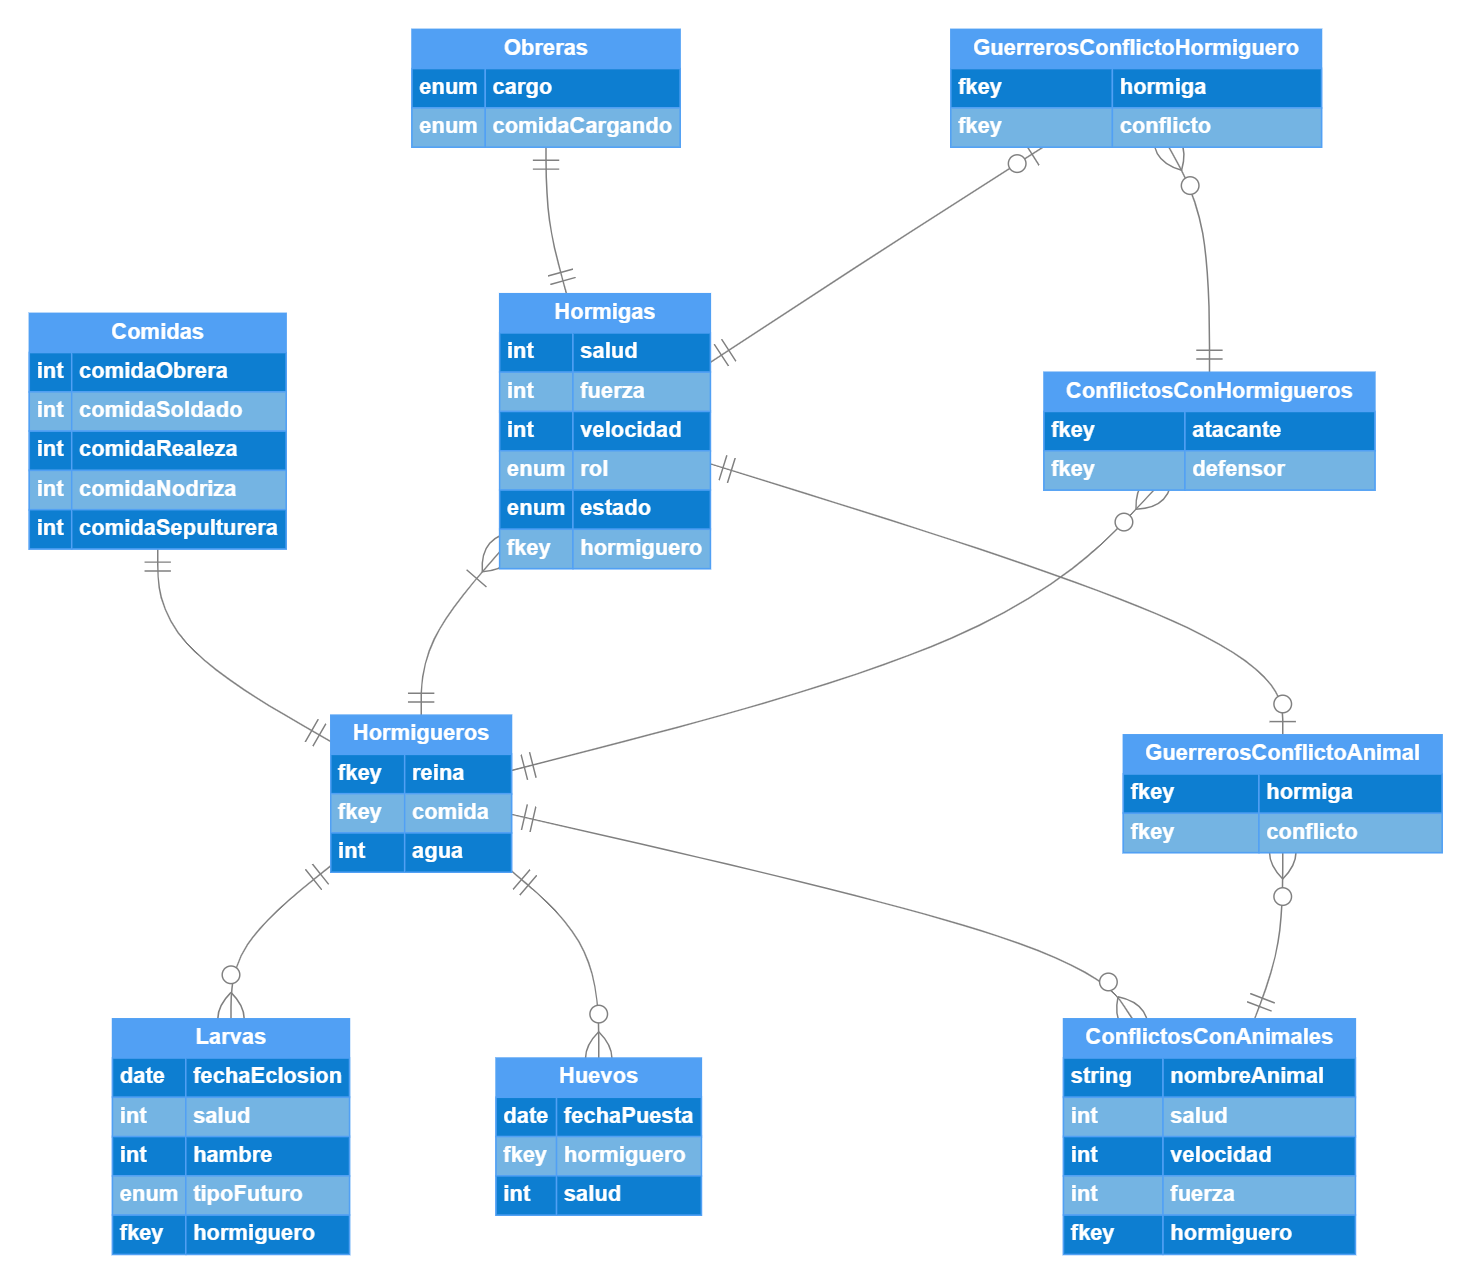 Obreras
enum cargo
enum comidaCargando
GuerrerosConflictoHormiguero
fkey hormiga
fkey conflicto
Hormigas
int salud
int fuerza
int velocidad
enum rol
enum estado
fkey hormiguero
Comidas
int comidaObrera
int comidaSoldado
int comidaRealeza
int comidaNodriza
int comidaSepulturera
ConflictosConHormigueros
fkey atacante
fkey defensor
Hormigueros
fkey reina
fkey comida
int agua
GuerrerosConflictoAnimal
fkey hormiga
fkey conflicto
Larvas
date fechaEclosion
int salud
int hambre
enum tipoFuturo
fkey hormiguero
Huevos
date fechaPuesta
fkey hormiguero
int salud
ConflictosConAnimales
string nombreAnimal
int salud
int velocidad
int fuerza
fkey hormiguero